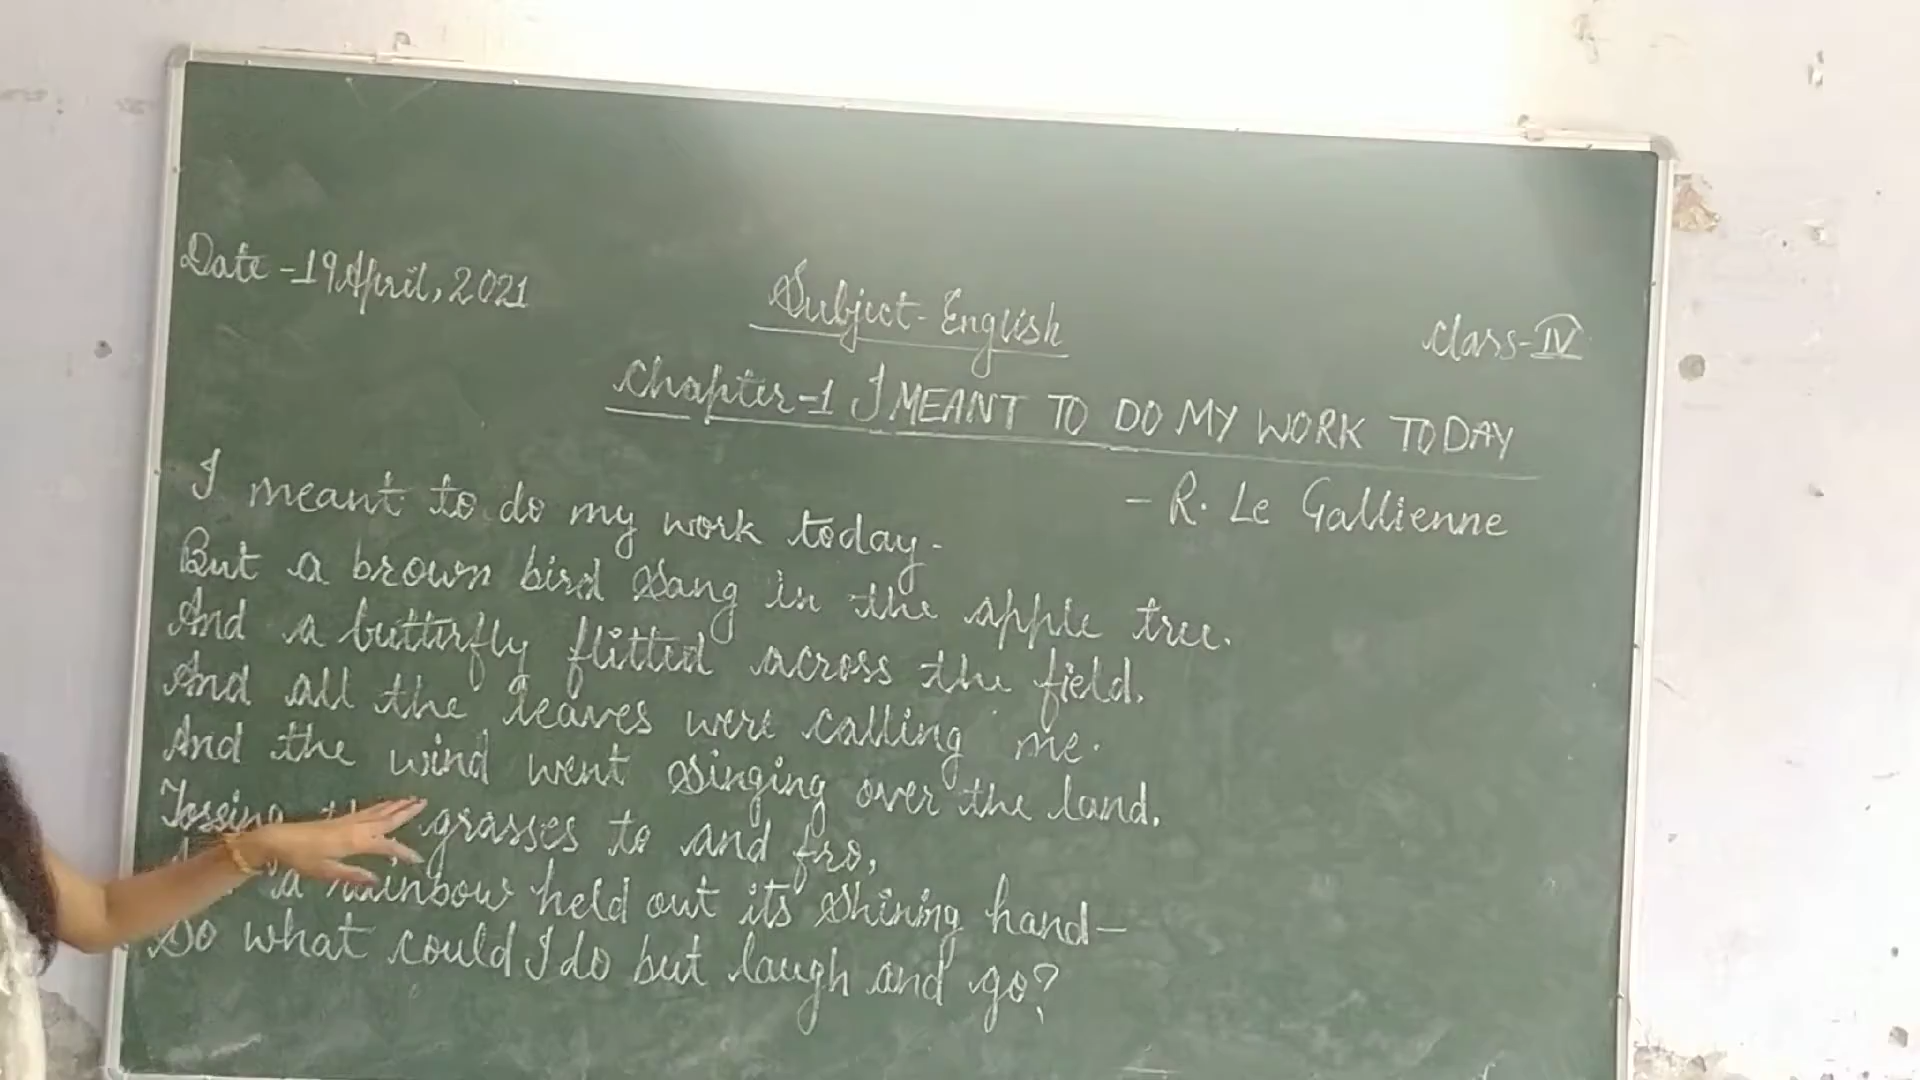 Date - 19 April, 2021
Subject - English
Class - IV
Chapter - 1 I MEANT TO DO MY WORK TODAY
- R. Le Gallienne
I meant to do my work today -
But a brown bird sang in the apple tree.
And a butterfly flitted across the field,
And all the leaves were calling me.
And the wind went singing over the land,
Tossing grasses to and fro,
a rainbow held out its shining hand —
So what could I do but laugh and go?